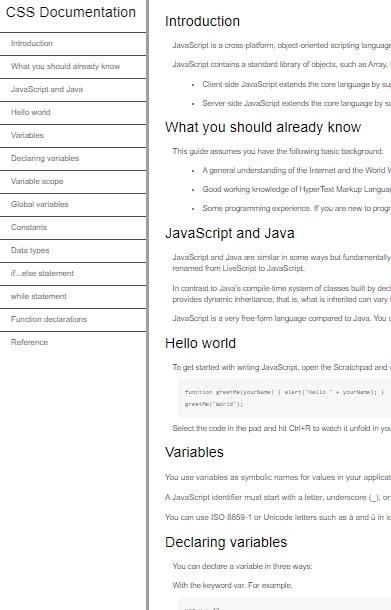 CSS Documentation
Introduction
What you should already know
JavaScript and Java
Hello world
Variables
Declaring variables
Variable scope
Global variables
Constants
Data types
if...else statement
while statement
Function declarations
Reference
Introduction
JavaScript is a cross-platform, object-oriented scripting language
JavaScript contains a standard library of objects, such as Array,
• Client-side JavaScript extends the core language by su
• Server-side JavaScript extends the core language by su
What you should already know
This guide assumes you have the following basic background:
• A general understanding of the Internet and the World W
• Good working knowledge of HyperText Markup Langua
• Some programming experience. If you are new to progr
JavaScript and Java
JavaScript and Java are similar in some ways but fundamentally
renamed from LiveScript to JavaScript.
In contrast to Java's compile-time system of classes built by dec
provides dynamic inheritance; that is, what is inherited can vary
JavaScript is a very free-form language compared to Java. You
Hello world
To get started with writing JavaScript, open the Scratchpad and
function greetMe(yourName) { alert("Hello " + yourName); }
greetMe("World");
Select the code in the pad and hit Ctrl+R to watch it unfold in you
Variables
You use variables as symbolic names for values in your applicat
A JavaScript identifier must start with a letter, underscore (_), or
You can use ISO 8859-1 or Unicode letters such as å and ü in
Declaring variables
You can declare a variable in three ways:
With the keyword var. For example,